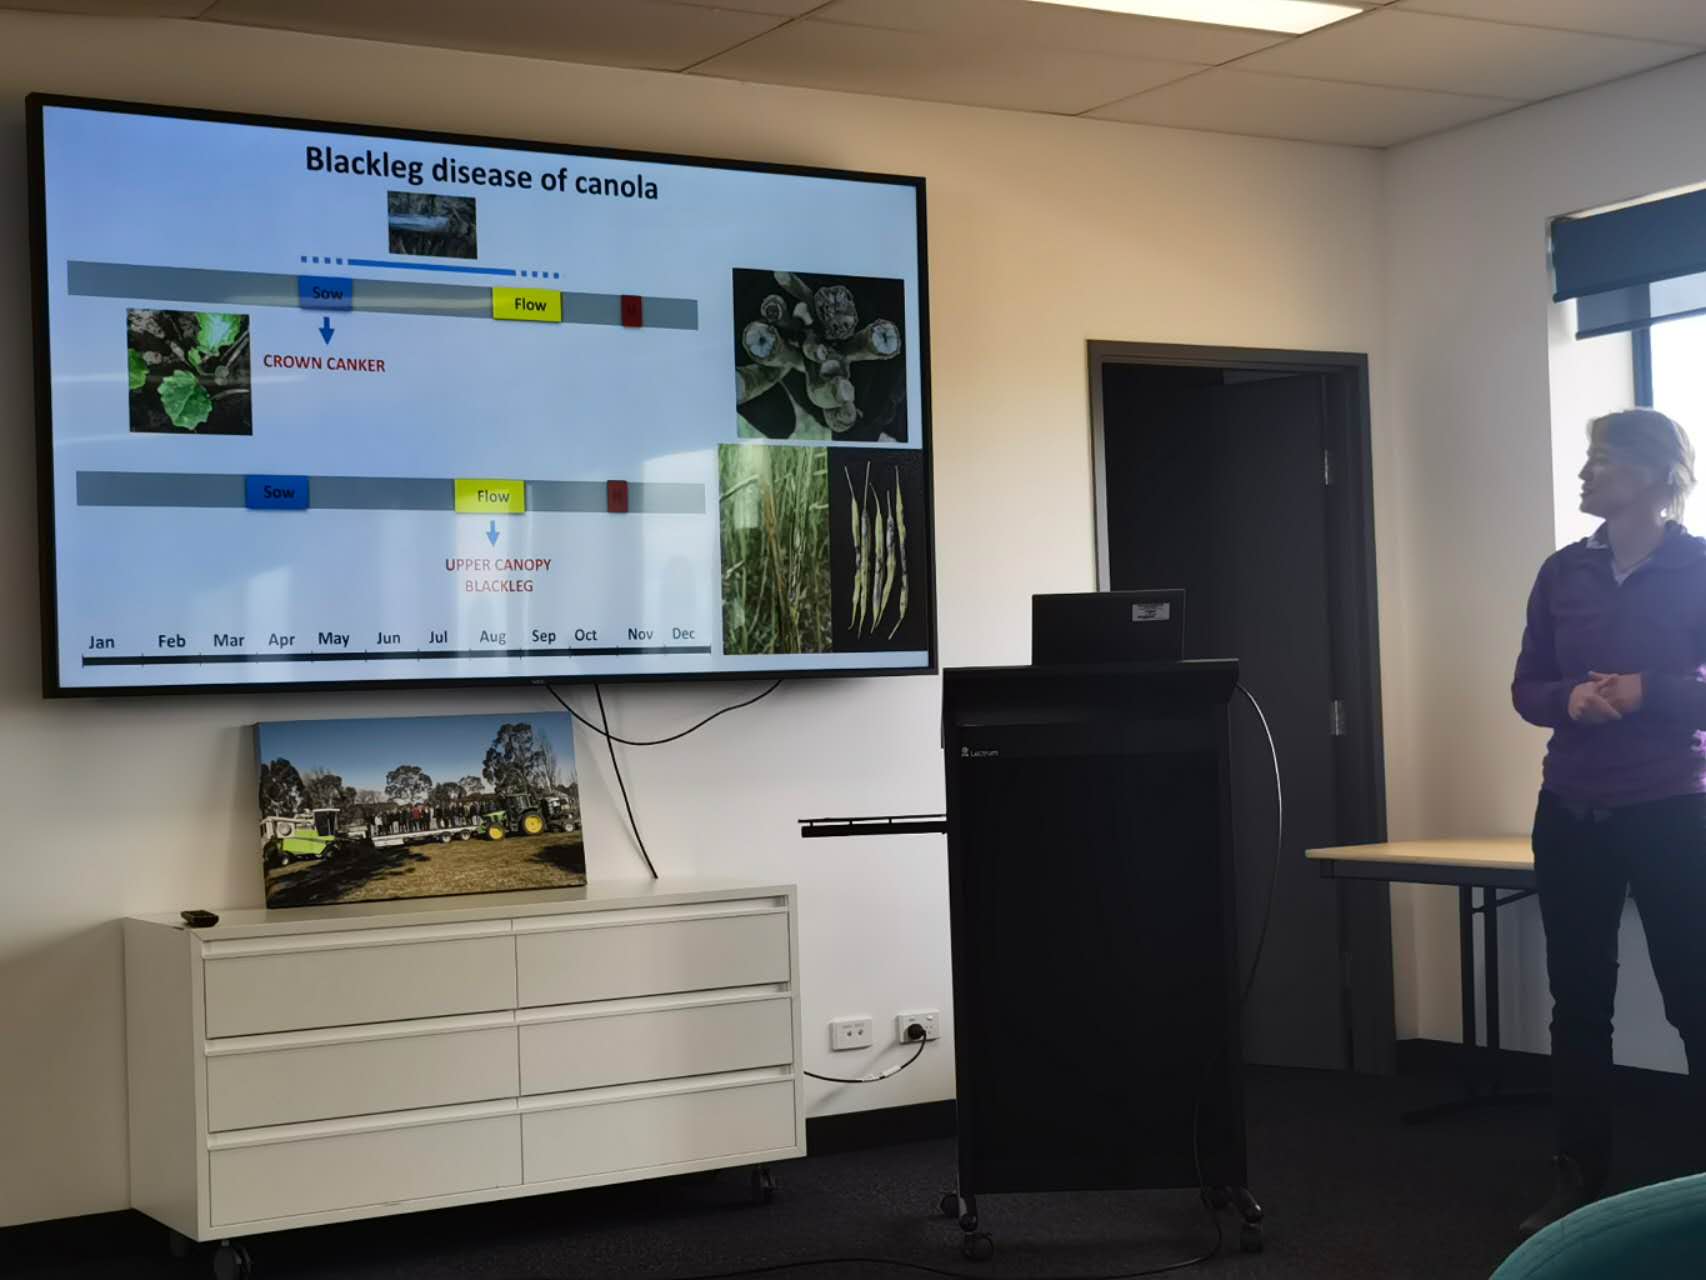 Blackleg disease of canola
Sow
Flow
CROWN CANKER
Sow
Flow
UPPER CANOPY
BLACKLEG
Jan Feb Mar Apr May Jun Jul Aug Sep Oct Nov Dec
Lectrum